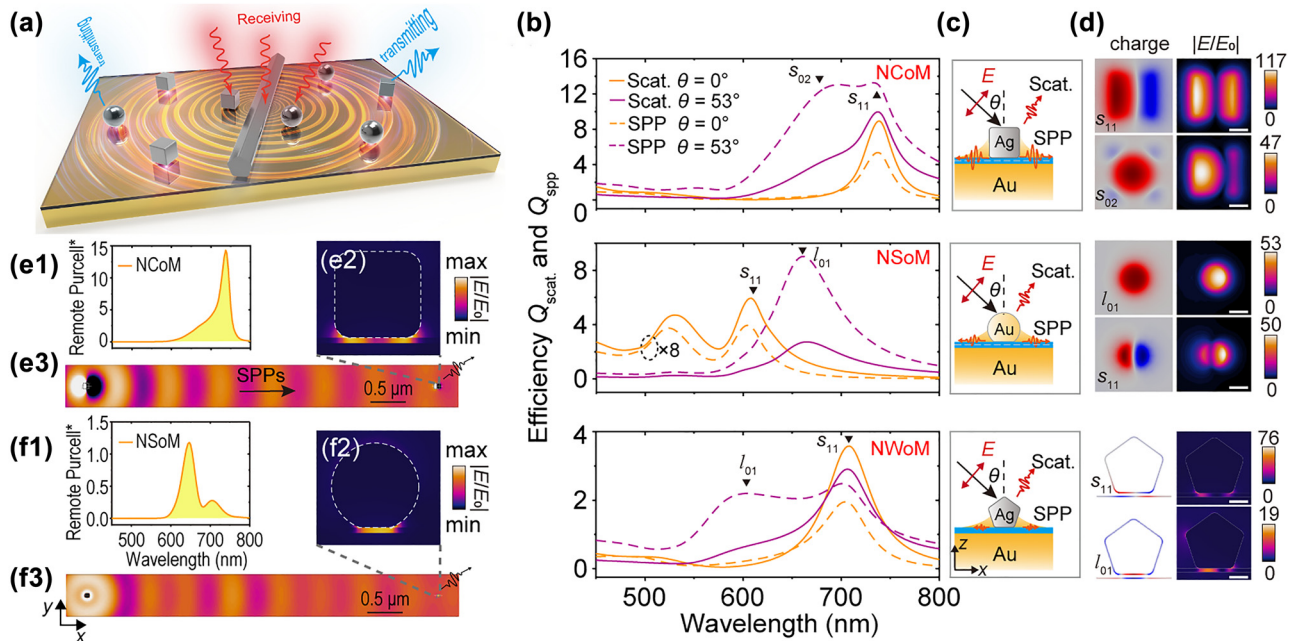 (a)
transmitting
Receiving
transmitting
(b)
Efficiency Qscat. and Qspp
16
12
8
4
0
Scat. θ = 0°
Scat. θ = 53°
SPP θ = 0°
SPP θ = 53°
s02
s11
NCoM
8
4
0
×8
s11
l01
NSoM
4
2
0
l01
s11
NWoM
500 600 700 800
Wavelength (nm)
(c)
E
θ
Scat.
Ag
SPP
Au
E
θ
Scat.
Au
SPP
Au
E
θ
Scat.
Ag
SPP
Au
z
x
(d)
charge |E/E0|
s11
117
0
s02
47
0
l01
53
0
s11
50
0
s11
76
0
l01
19
0
(e1)
Remote Purcell*
15
10
5
0
NCoM
500 600 700 800
(e2)
max
|E/E0|
min
(e3)
SPPs
0.5 μm
(f1)
Remote Purcell*
1.5
1.0
0.5
0.0
NSoM
500 600 700 800
Wavelength (nm)
(f2)
max
|E/E0|
min
(f3)
0.5 μm
y
x